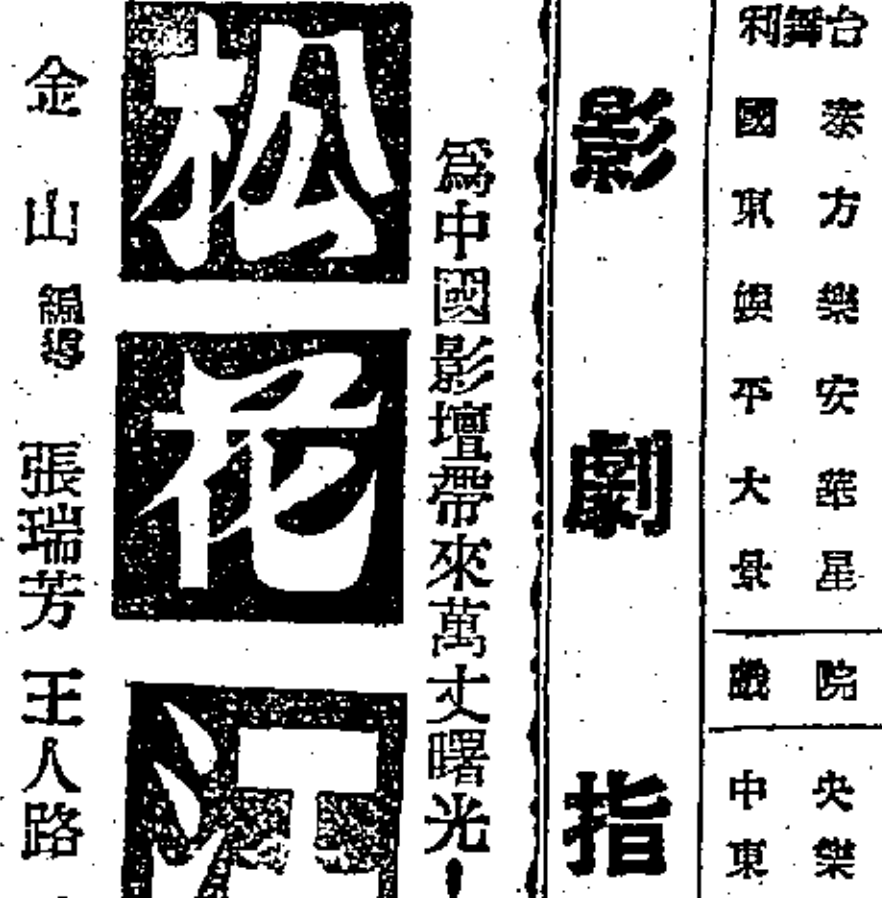 利舞台
國泰
東方
娛樂
平安
大華
景星
戲院
中央
東樂
影劇指
爲中國影壇帶來萬丈曙光！
松花江
金山編導 張瑞芳 王人路